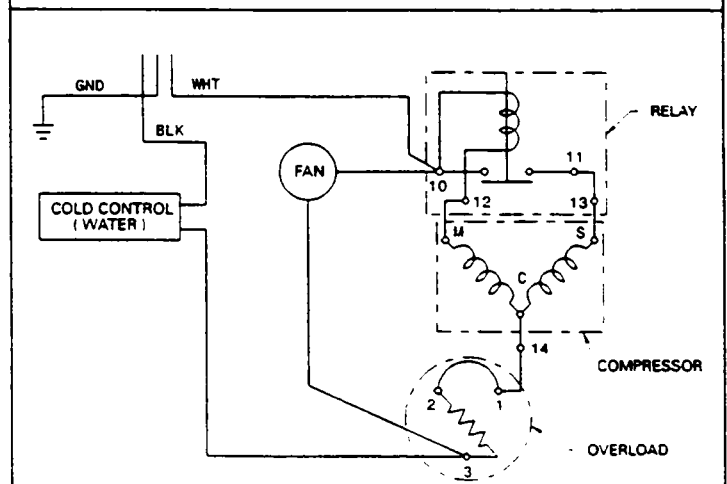 GND
WHT
BLK
RELAY
FAN
10
11
12
13
COLD CONTROL
( WATER )
M
S
C
14
COMPRESSOR
2
1
OVERLOAD
3